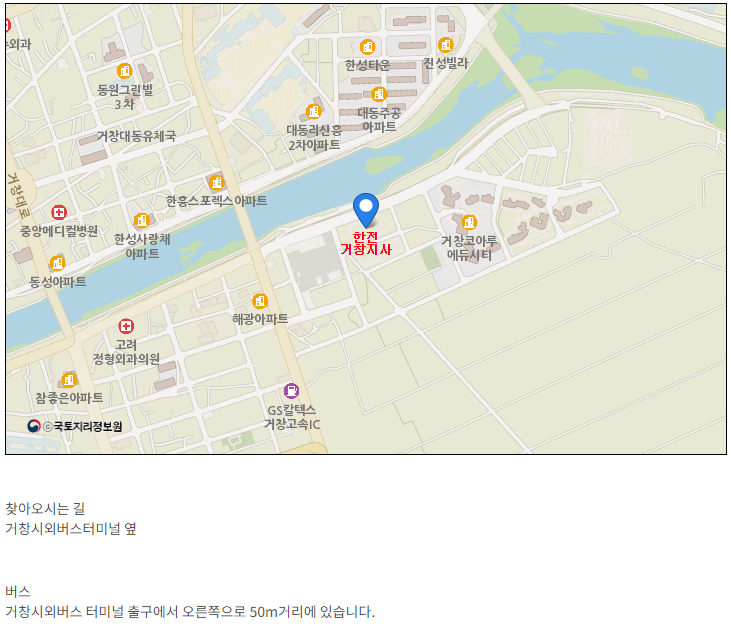 수외과
동원그린빌
3차
한성타운
진성빌라
대동주공
아파트
대동리신흥
2차아파트
거창대동유체국
거창대로
한흥스포렉스아파트
중앙메디컬병원
한성사랑채
아파트
한전
거창지사
거창코아루
에듀시티
동성아파트
해광아파트
고려
정형외과의원
참좋은아파트
GS칼텍스
거창고속IC
ⓒ국토지리정보원
찾아오시는 길
거창시외버스터미널 옆
버스
거창시외버스 터미널 출구에서 오른쪽으로 50m거리에 있습니다.